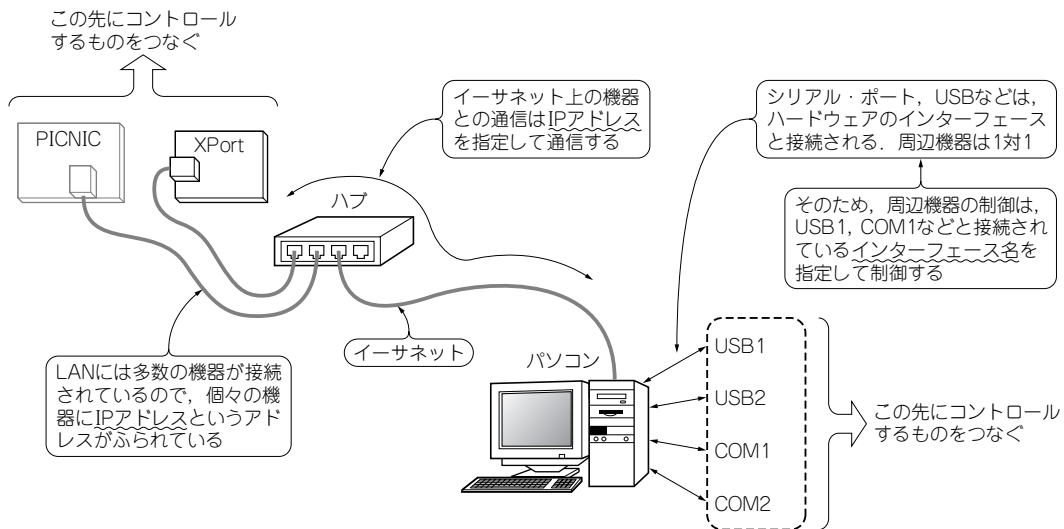 この先にコントロール
するものをつなぐ
PICNIC
XPort
ハブ
イーサネット上の機器
との通信はIPアドレス
を指定して通信する
シリアル・ポート，USBなどは，
ハードウェアのインターフェース
と接続される．周辺機器は1対1
そのため，周辺機器の制御は，
USB1, COM1などと接続され
ているインターフェース名を
指定して制御する
LANには多数の機器が接続
されているので，個々の機
器にIPアドレスというアド
レスがふられている
イーサネット
パソコン
USB1
USB2
COM1
COM2
この先にコントロール
するものをつなぐ